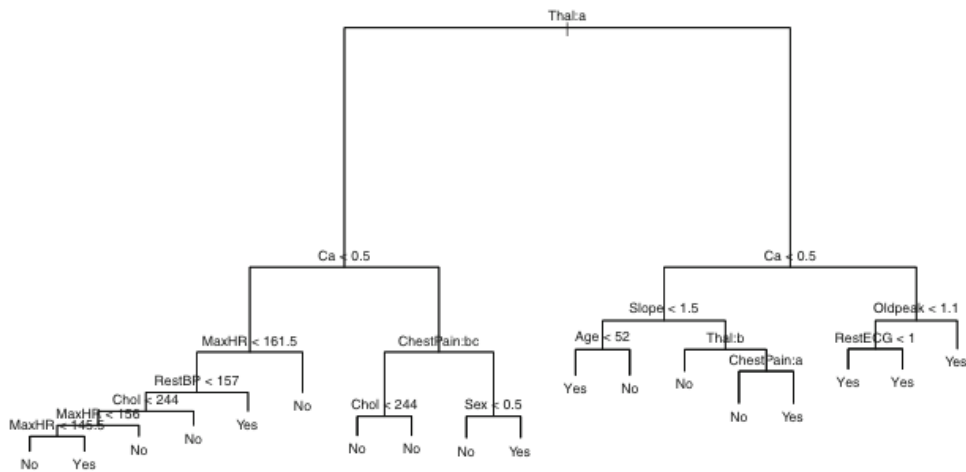 Thal:a
Ca < 0.5
Ca < 0.5
Slope < 1.5
Oldpeak < 1.1
MaxHR < 161.5
ChestPain:bc
Age < 52
Thal:b
RestECG < 1
ChestPain:a
Yes
RestBP < 157
Yes
No
No
Yes
Yes
Chol < 244
No
Chol < 244
Sex < 0.5
No
Yes
MaxHR < 156
MaxHR < 145.5
Yes
No
No
No
No
No
Yes
No
Yes